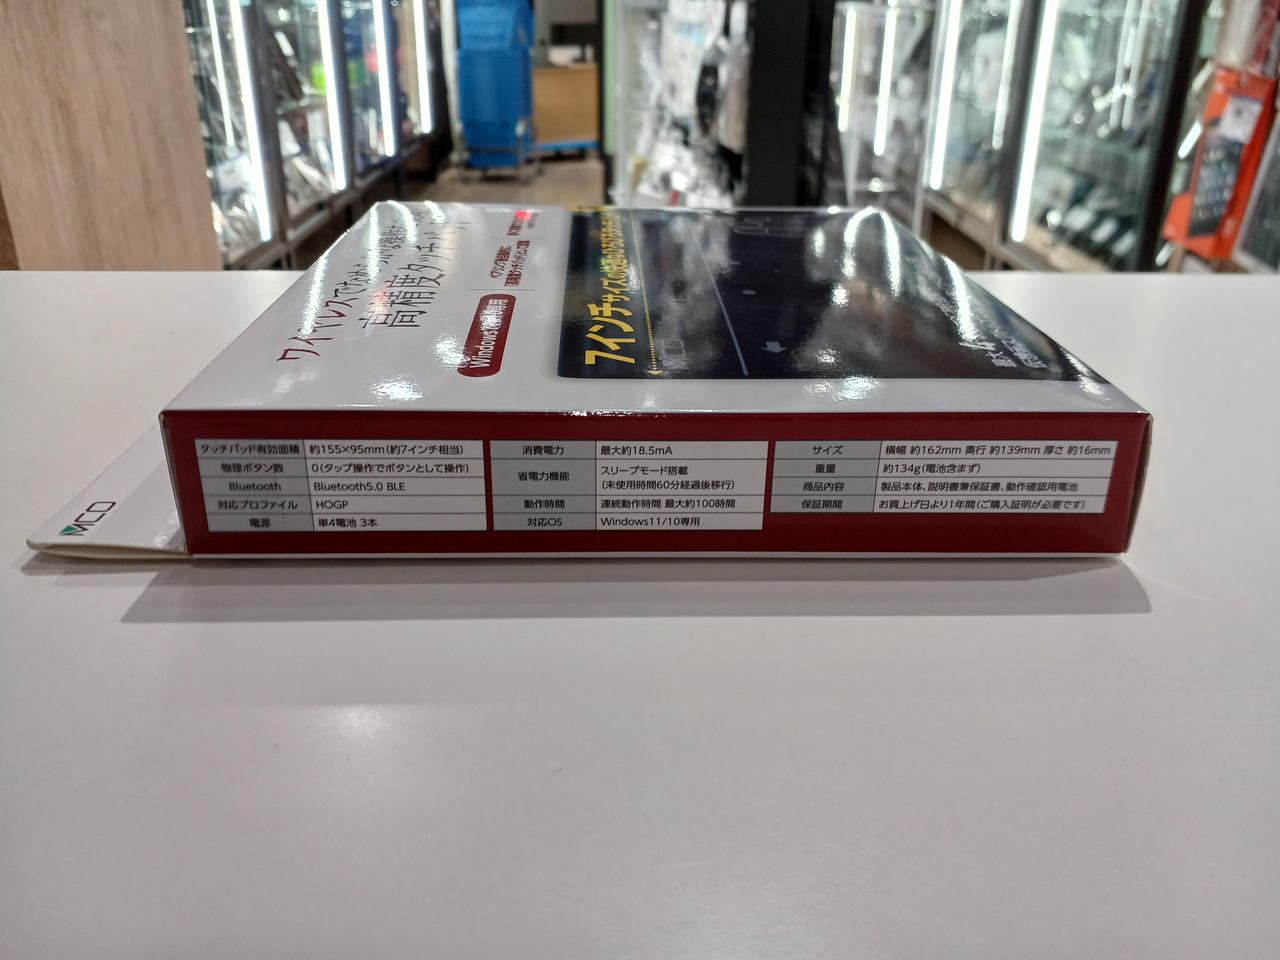 ワイヤレスで
高精度タッチ
Windows
7インチサイズの
MCO
タッチパッド有効面積 約155×95mm(約7インチ相当)
物理ボタン数 0(タップ操作でボタンとして操作)
Bluetooth Bluetooth5.0 BLE
対応プロファイル HOGP
電源 単4電池 3本
消費電力 最大約18.5mA
省電力機能 スリープモード搭載
(未使用時間60分経過後移行)
動作時間 連続動作時間 最大約100時間
対応OS Windows11/10専用
サイズ 横幅 約162mm 奥行 約139mm 厚さ 約16mm
重量 約134g(電池含まず)
商品内容 製品本体、説明書兼保証書、動作確認用電池
保証期間 お買上げ日より1年間(ご購入証明が必要です)